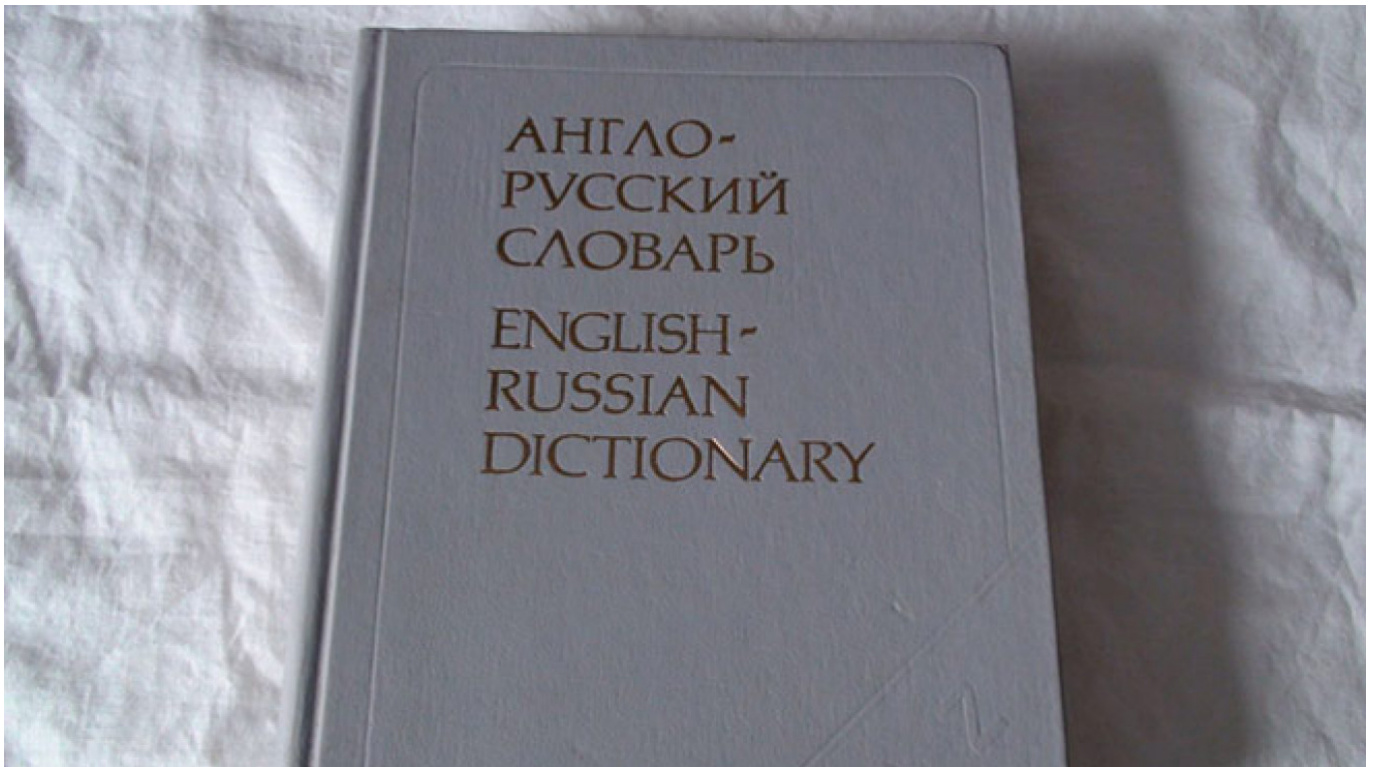 АНГЛО-
РУССКИЙ
СЛОВАРЬ
ENGLISH-
RUSSIAN
DICTIONARY